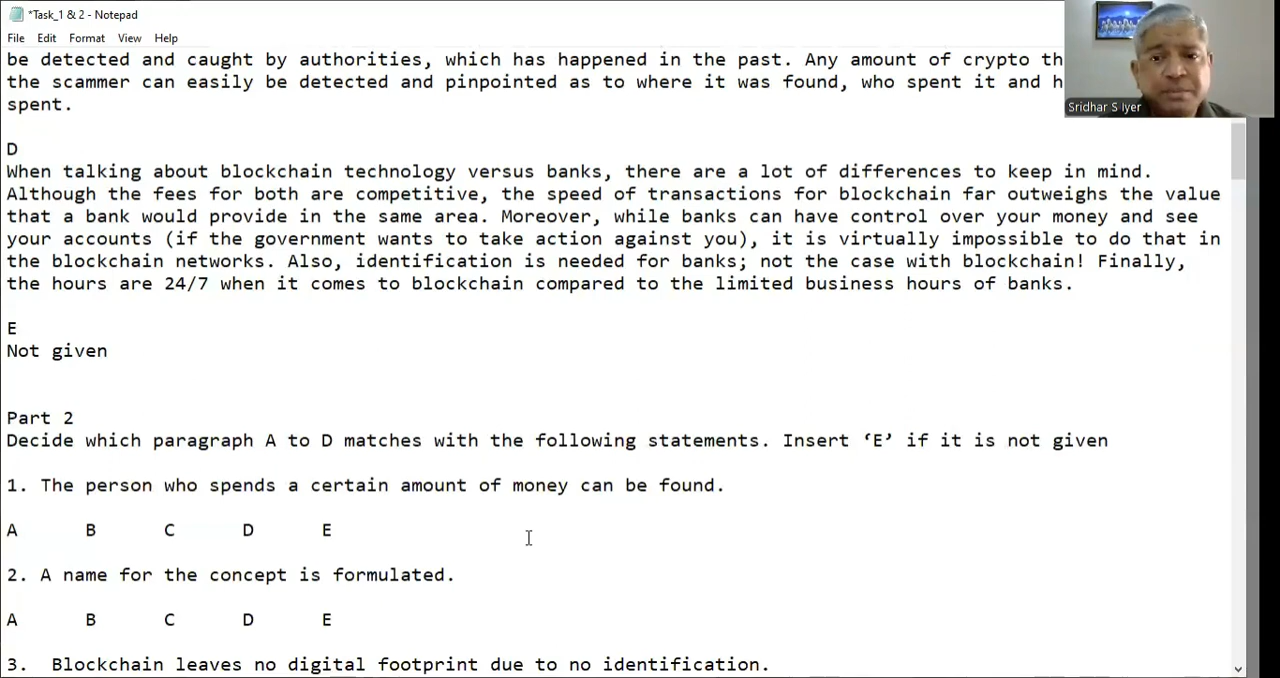 *Task_1 & 2 - Notepad
File Edit Format View Help
be detected and caught by authorities, which has happened in the past. Any amount of crypto th
the scammer can easily be detected and pinpointed as to where it was found, who spent it and h
spent.
Sridhar S Iyer
D
When talking about blockchain technology versus banks, there are a lot of differences to keep in mind.
Although the fees for both are competitive, the speed of transactions for blockchain far outweighs the value
that a bank would provide in the same area. Moreover, while banks can have control over your money and see
your accounts (if the government wants to take action against you), it is virtually impossible to do that in
the blockchain networks. Also, identification is needed for banks; not the case with blockchain! Finally,
the hours are 24/7 when it comes to blockchain compared to the limited business hours of banks.
E
Not given
Part 2
Decide which paragraph A to D matches with the following statements. Insert ‘E’ if it is not given
1. The person who spends a certain amount of money can be found.
A B C D E
2. A name for the concept is formulated.
A B C D E
3. Blockchain leaves no digital footprint due to no identification.